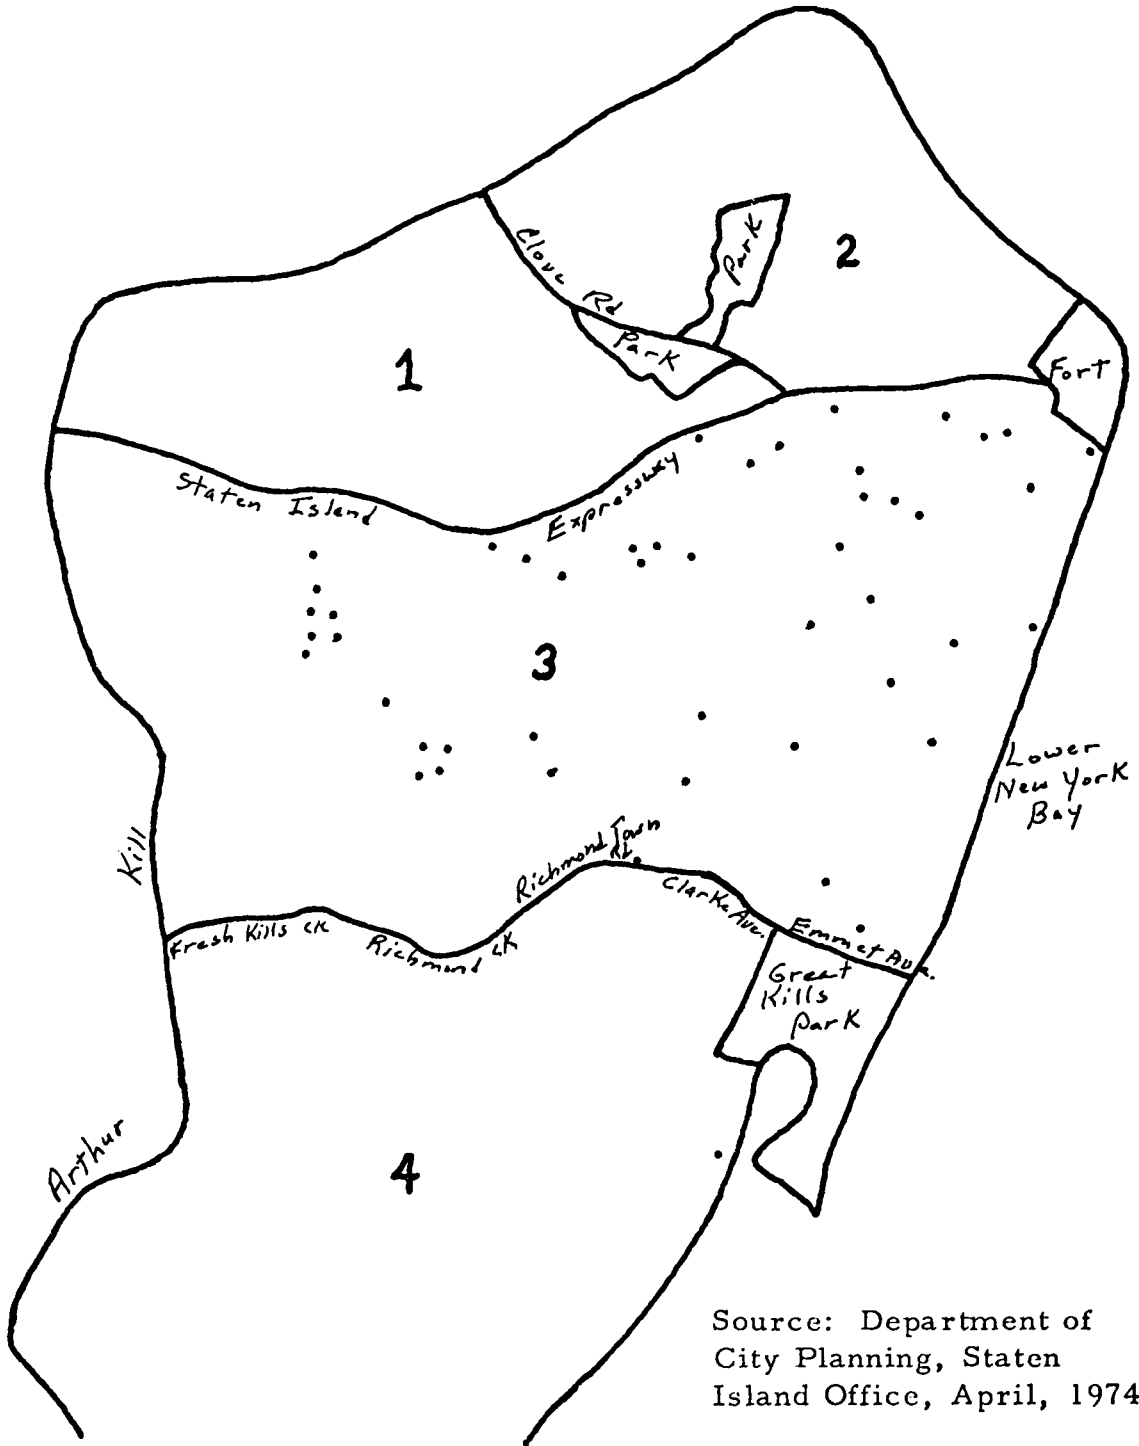 Park
2
Clove Rd
Park
Fort
1
Staten Island Expressway
3
Lower
New York
Bay
Kill
Richmond Town
Rd.
Clarke Ave.
Emmet Ave.
Fresh Kills CK
Richmond CK
Great
Kills
Park
Arthur
4
Source: Department of
City Planning, Staten
Island Office, April, 1974